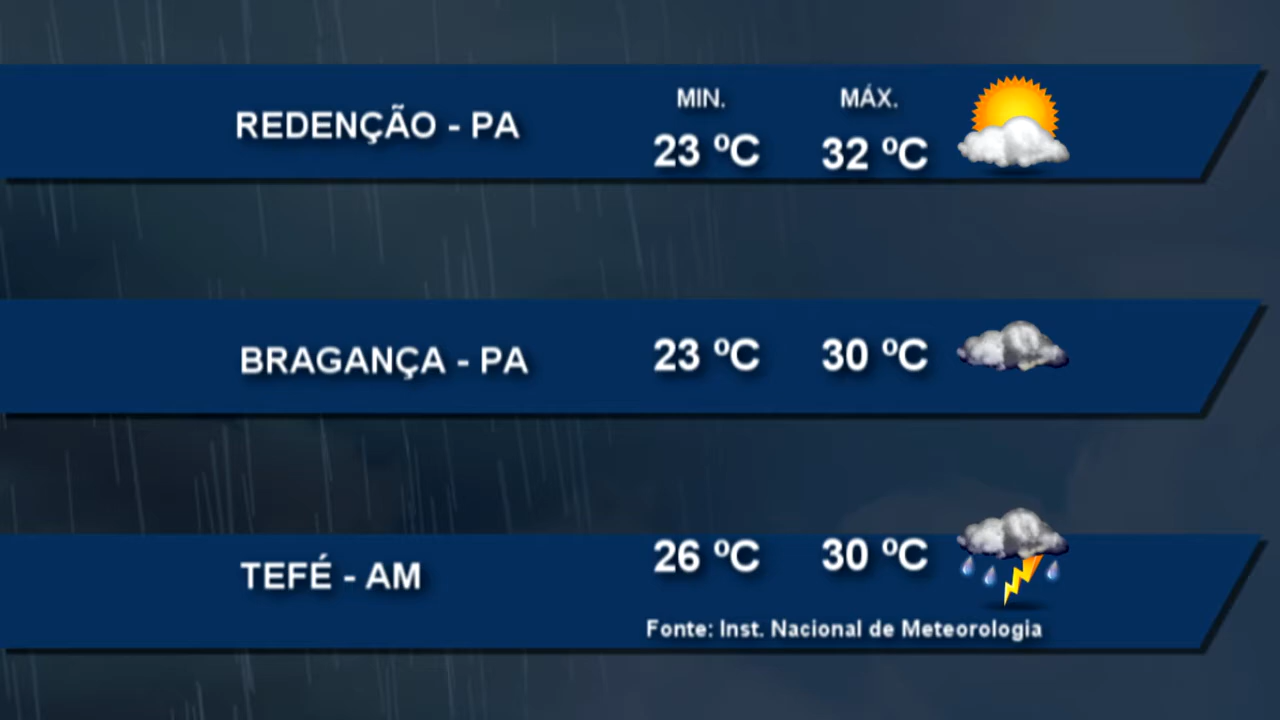 MIN. MÁX.
REDENÇÃO - PA 23 ºC 32 ºC
BRAGANÇA - PA 23 ºC 30 ºC
TEFÉ - AM 26 ºC 30 ºC
Fonte: Inst. Nacional de Meteorologia